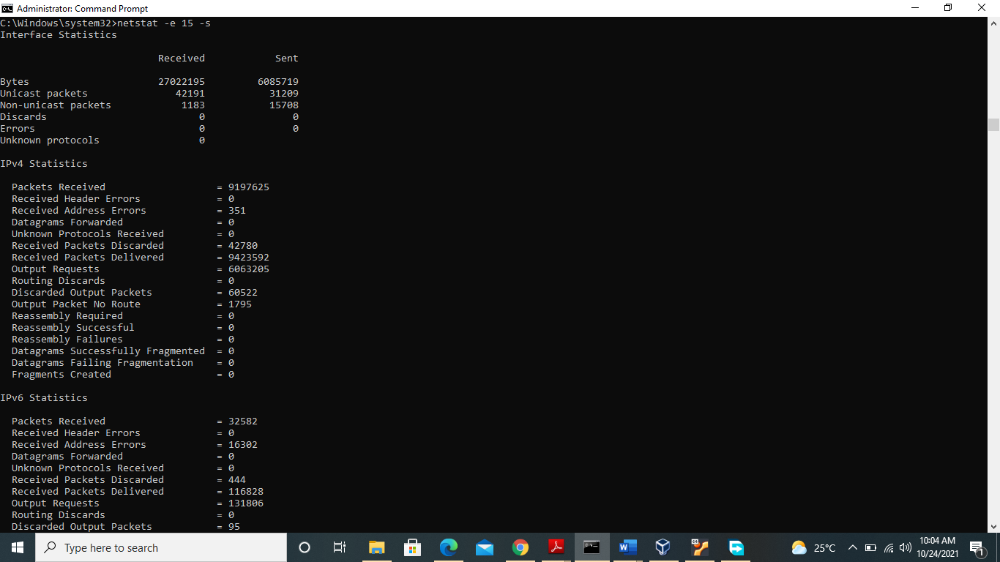 Administrator: Command Prompt
C:\Windows\system32>netstat -e 15 -s
Interface Statistics
Received Sent
Bytes 27022195 6085719
Unicast packets 42191 31209
Non-unicast packets 1183 15708
Discards 0 0
Errors 0 0
Unknown protocols 0
IPv4 Statistics
Packets Received = 9197625
Received Header Errors = 0
Received Address Errors = 351
Datagrams Forwarded = 0
Unknown Protocols Received = 0
Received Packets Discarded = 42780
Received Packets Delivered = 9423592
Output Requests = 6063205
Routing Discards = 0
Discarded Output Packets = 60522
Output Packet No Route = 1795
Reassembly Required = 0
Reassembly Successful = 0
Reassembly Failures = 0
Datagrams Successfully Fragmented = 0
Datagrams Failing Fragmentation = 0
Fragments Created = 0
IPv6 Statistics
Packets Received = 32582
Received Header Errors = 0
Received Address Errors = 16302
Datagrams Forwarded = 0
Unknown Protocols Received = 0
Received Packets Discarded = 444
Received Packets Delivered = 116828
Output Requests = 131806
Routing Discards = 0
Discarded Output Packets = 95
Type here to search
25°C
10:04 AM
10/24/2021
1